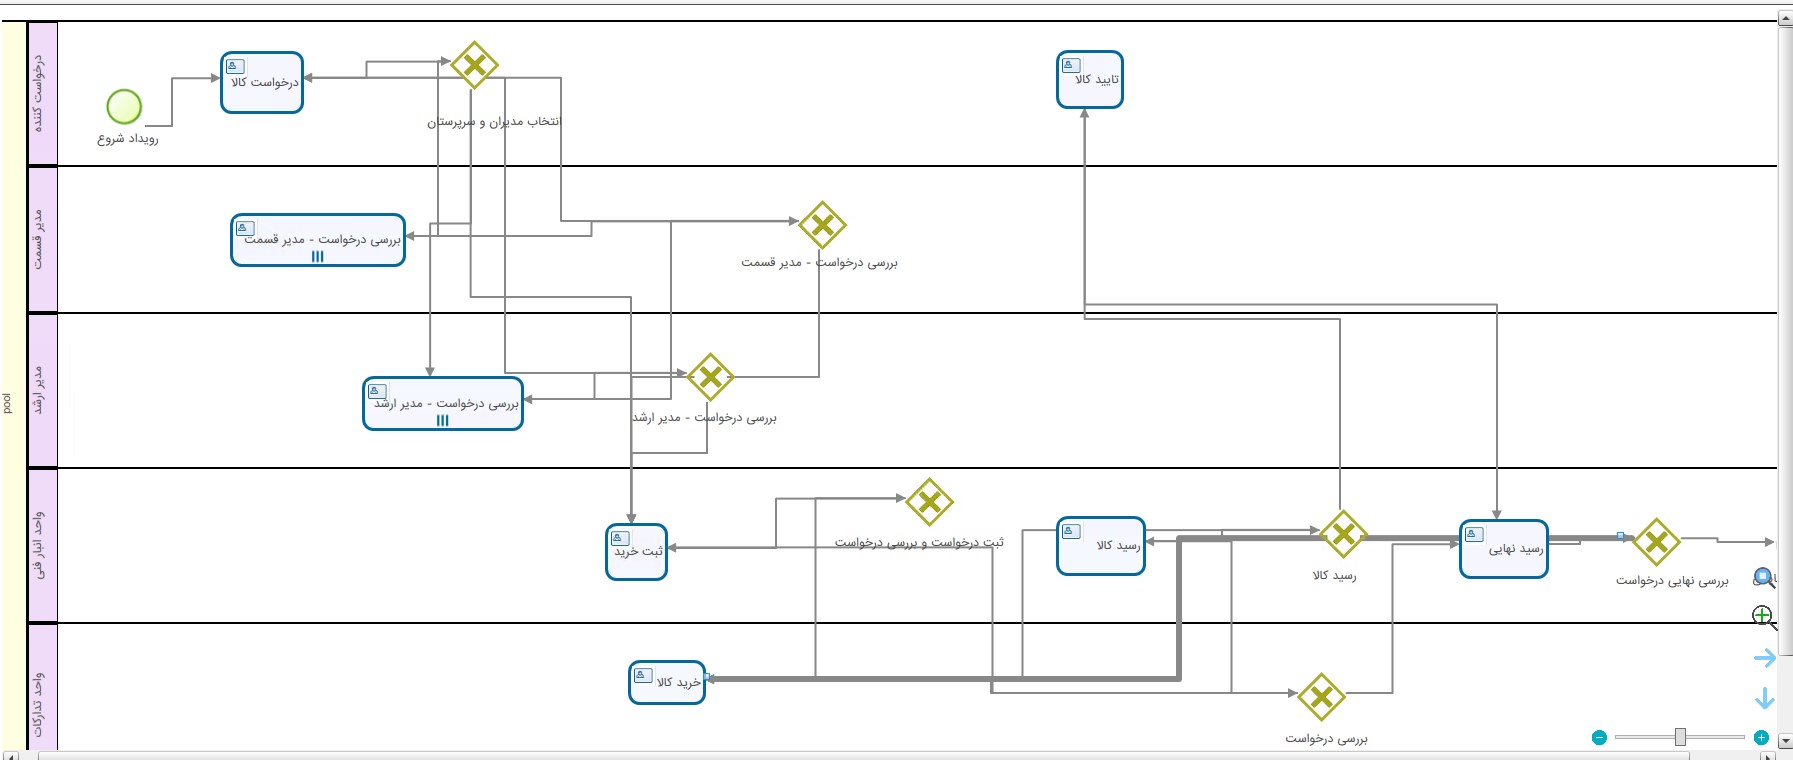 pool
درخواست کننده
درخواست کالا
رویداد شروع
انتخاب مدیران و سرپرستان
تایید کالا
مدیر قسمت
بررسی درخواست - مدیر قسمت
بررسی درخواست - مدیر قسمت
مدیر ارشد
بررسی درخواست - مدیر ارشد
بررسی درخواست - مدیر ارشد
واحد انبار فنی
ثبت خرید
ثبت درخواست و بررسی درخواست
رسید کالا
رسید کالا
رسید نهایی
بررسی نهایی درخواست
واحد تدارکات
خرید کالا
بررسی درخواست